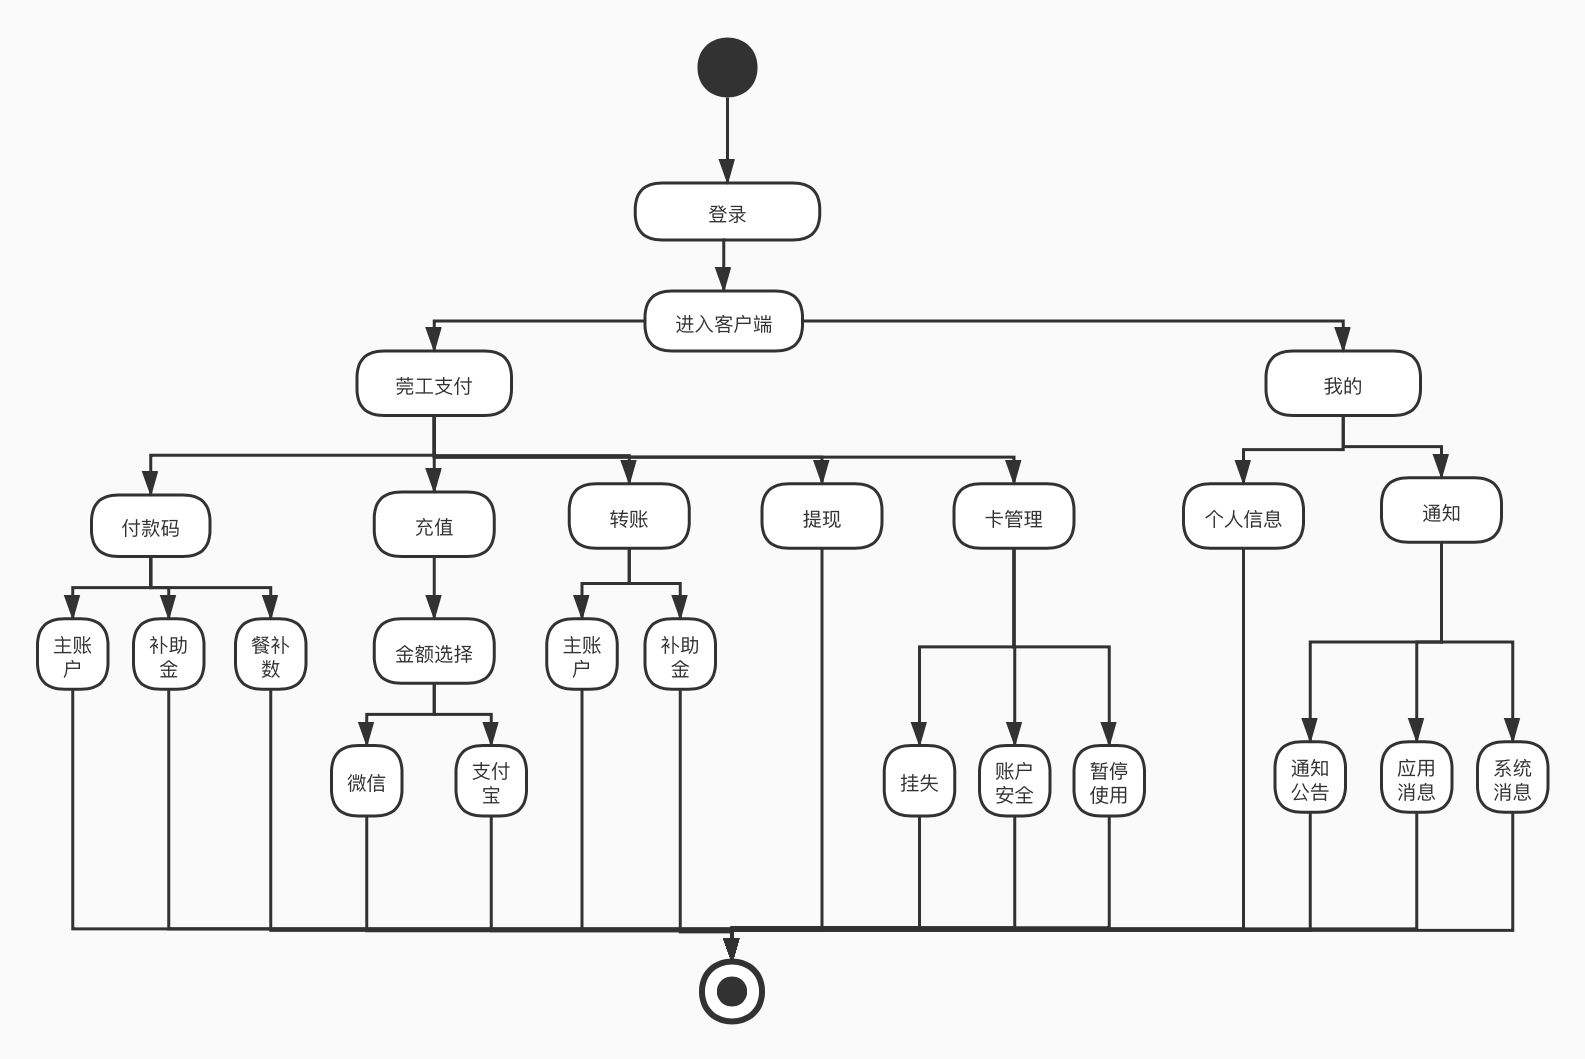 登录
进入客户端
莞工支付
我的
付款码
充值
转账
提现
卡管理
个人信息
通知
主账
户
补助
金
餐补
数
金额选择
主账
户
补助
金
微信
支付
宝
挂失
账户
安全
暂停
使用
通知
公告
应用
消息
系统
消息